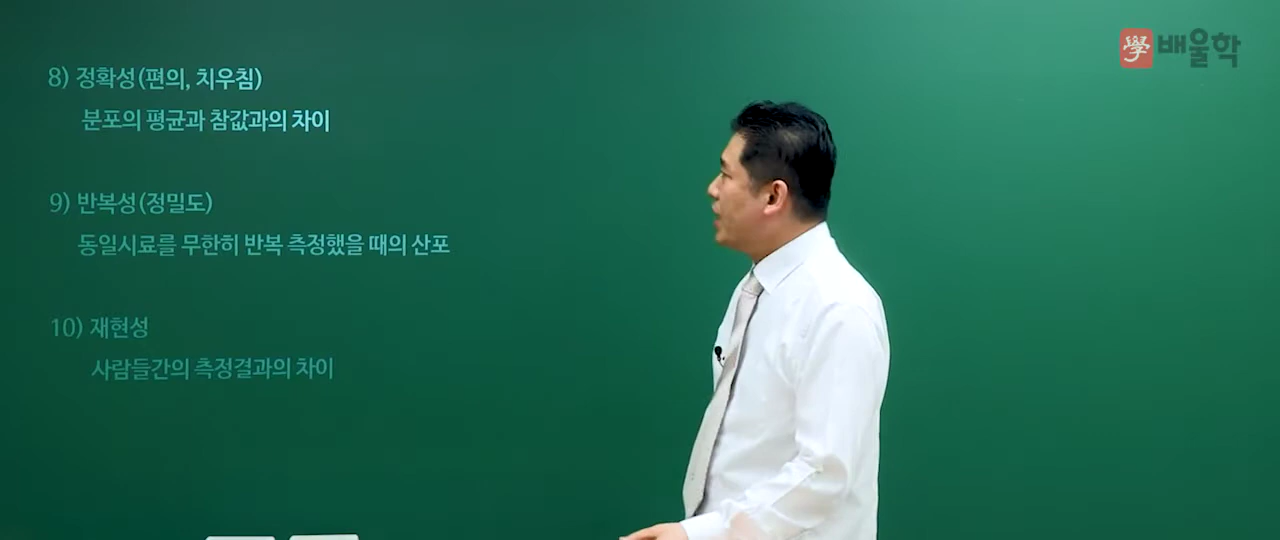 學 배울학
8) 정확성(편의, 치우침)
분포의 평균과 참값과의 차이
9) 반복성(정밀도)
동일시료를 무한히 반복 측정했을 때의 산포
10) 재현성
사람들간의 측정결과의 차이